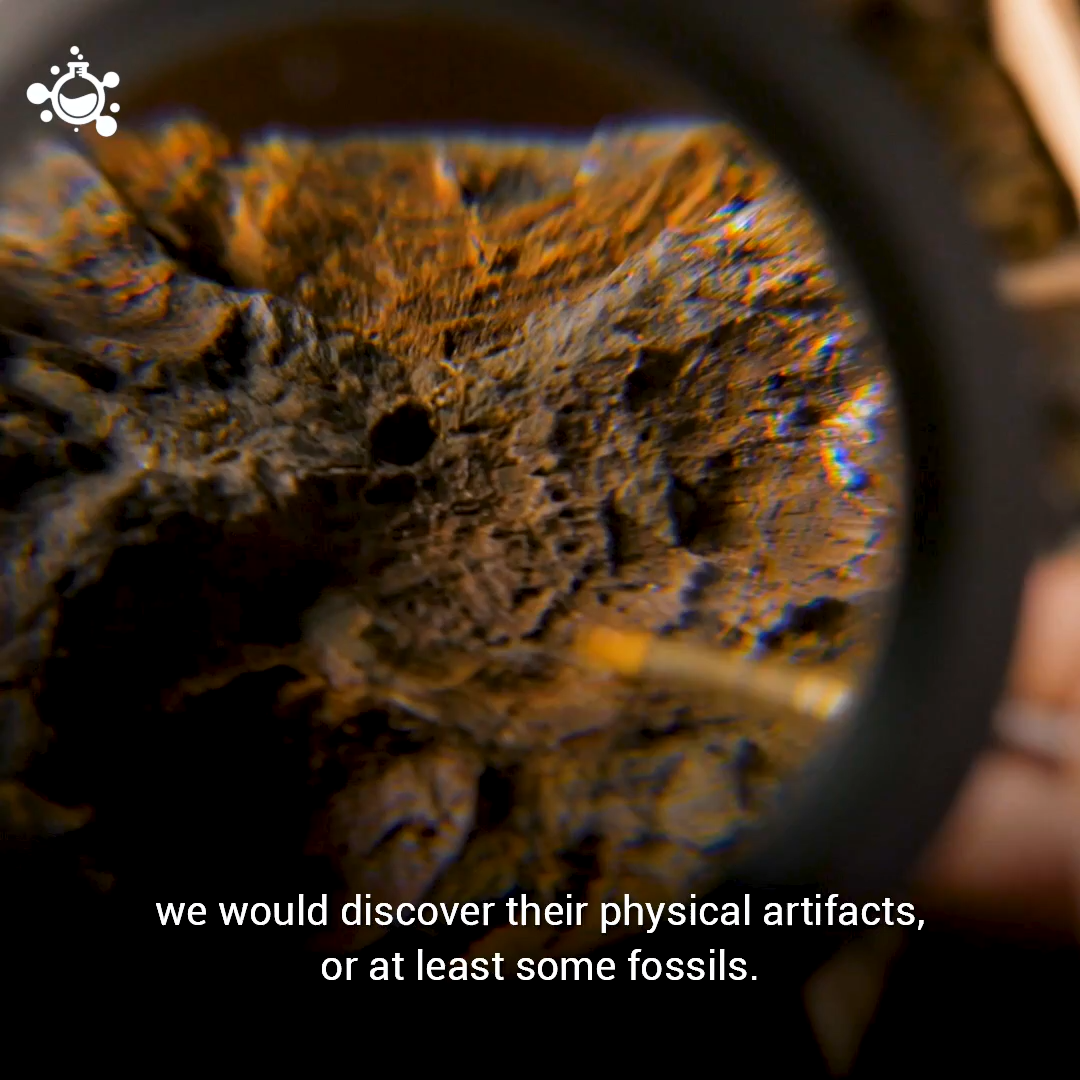 we would discover their physical artifacts,
or at least some fossils.